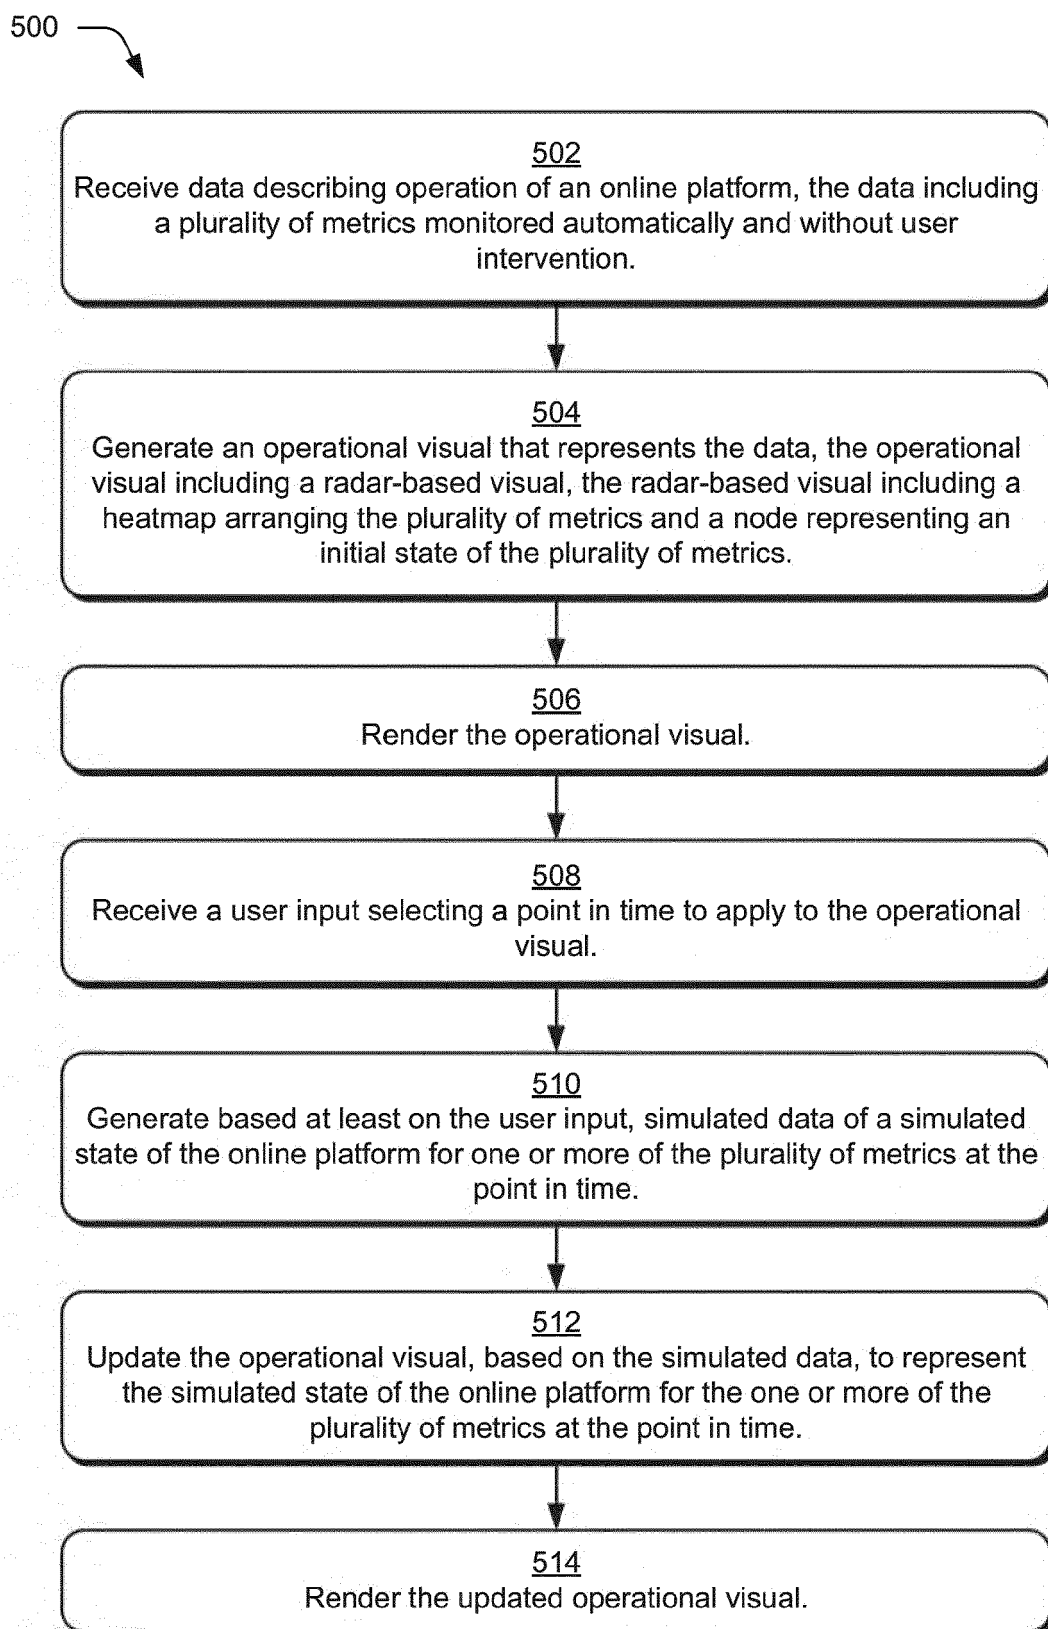 500
502
Receive data describing operation of an online platform, the data including
a plurality of metrics monitored automatically and without user
intervention.
504
Generate an operational visual that represents the data, the operational
visual including a radar-based visual, the radar-based visual including a
heatmap arranging the plurality of metrics and a node representing an
initial state of the plurality of metrics.
506
Render the operational visual.
508
Receive a user input selecting a point in time to apply to the operational
visual.
510
Generate based at least on the user input, simulated data of a simulated
state of the online platform for one or more of the plurality of metrics at the
point in time.
512
Update the operational visual, based on the simulated data, to represent
the simulated state of the online platform for the one or more of the
plurality of metrics at the point in time.
514
Render the updated operational visual.